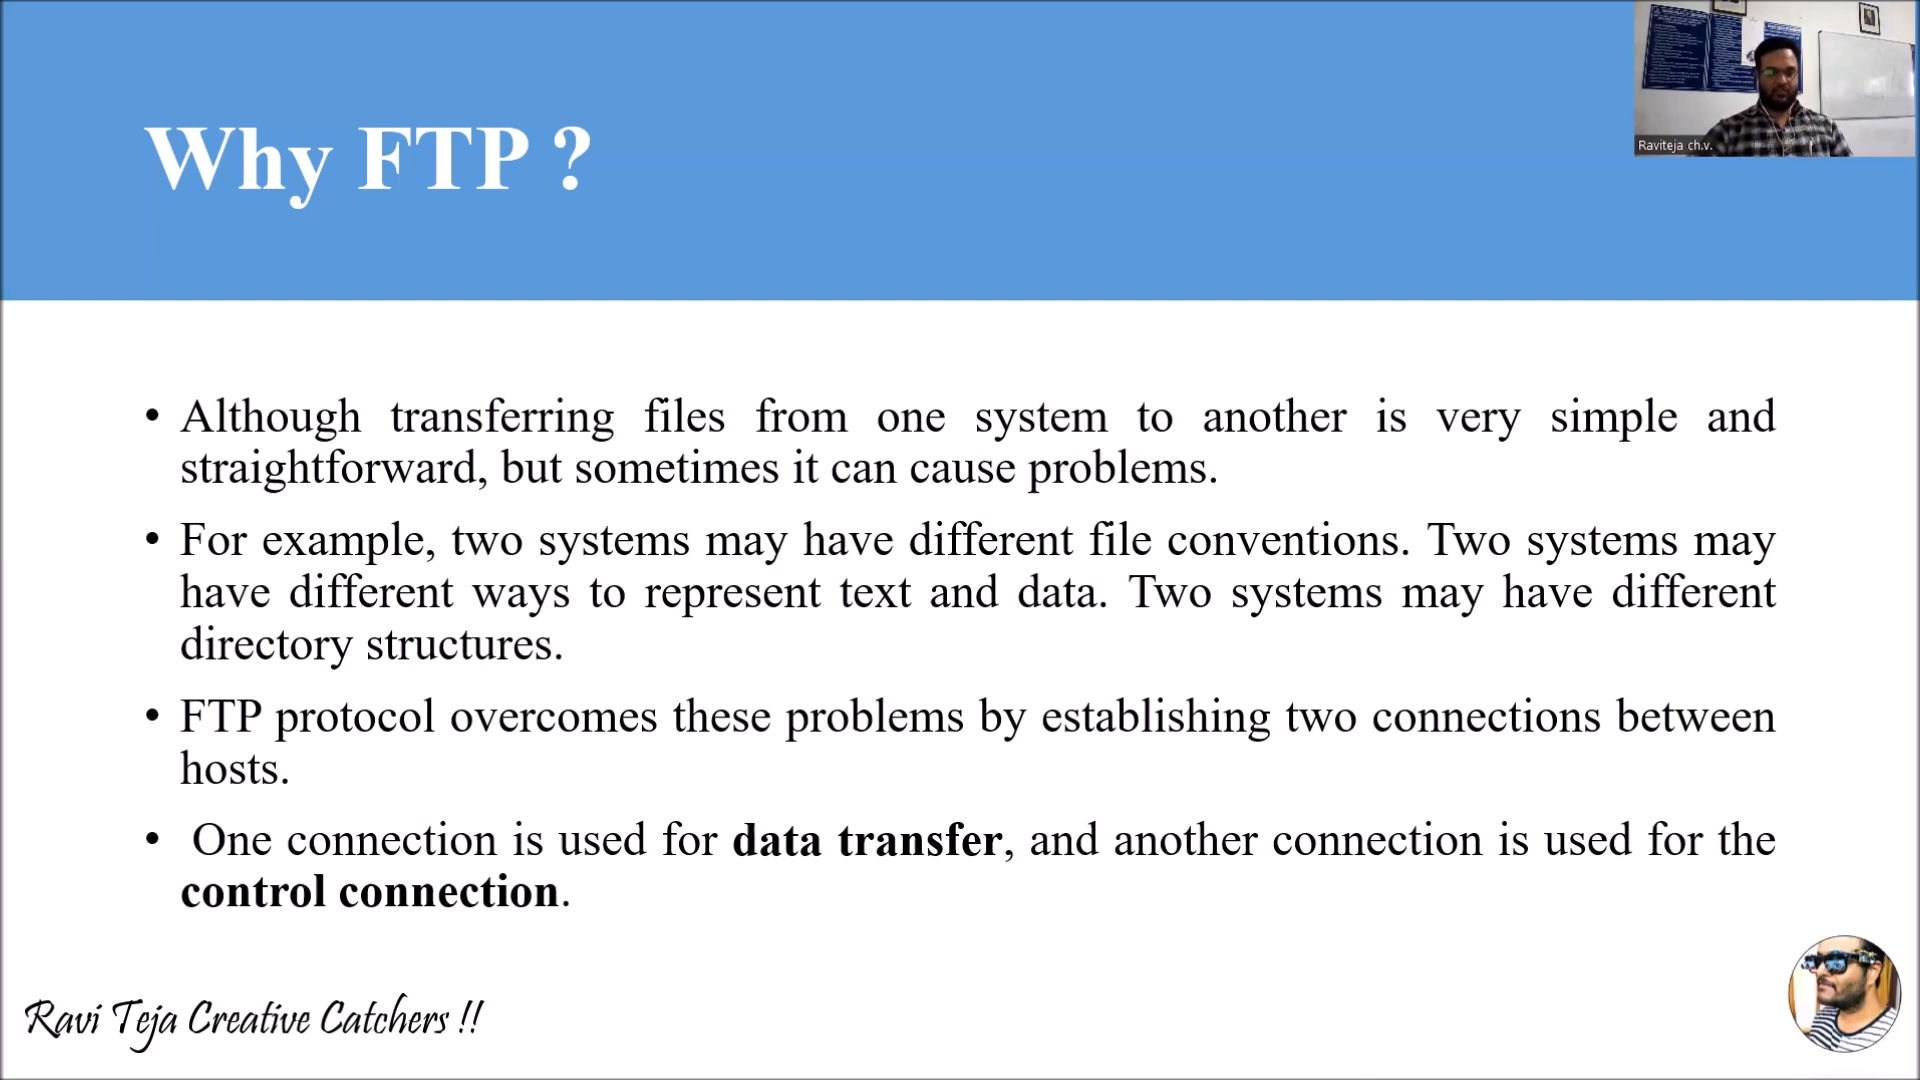 Why FTP ?
Raviteja ch.v.
• Although transferring files from one system to another is very simple and
straightforward, but sometimes it can cause problems.
• For example, two systems may have different file conventions. Two systems may
have different ways to represent text and data. Two systems may have different
directory structures.
• FTP protocol overcomes these problems by establishing two connections between
hosts.
• One connection is used for data transfer, and another connection is used for the
control connection.
Ravi Teja Creative Catchers !!